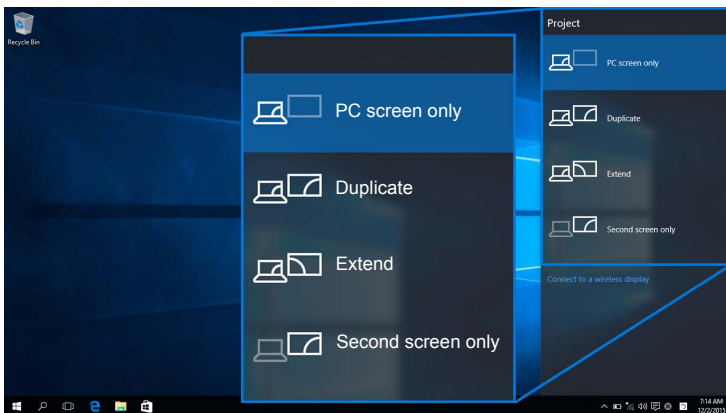 Recycle Bin
PC screen only
Duplicate
Extend
Second screen only
Project
PC screen only
Duplicate
Extend
Second screen only
Connect to a wireless display
7:14 AM